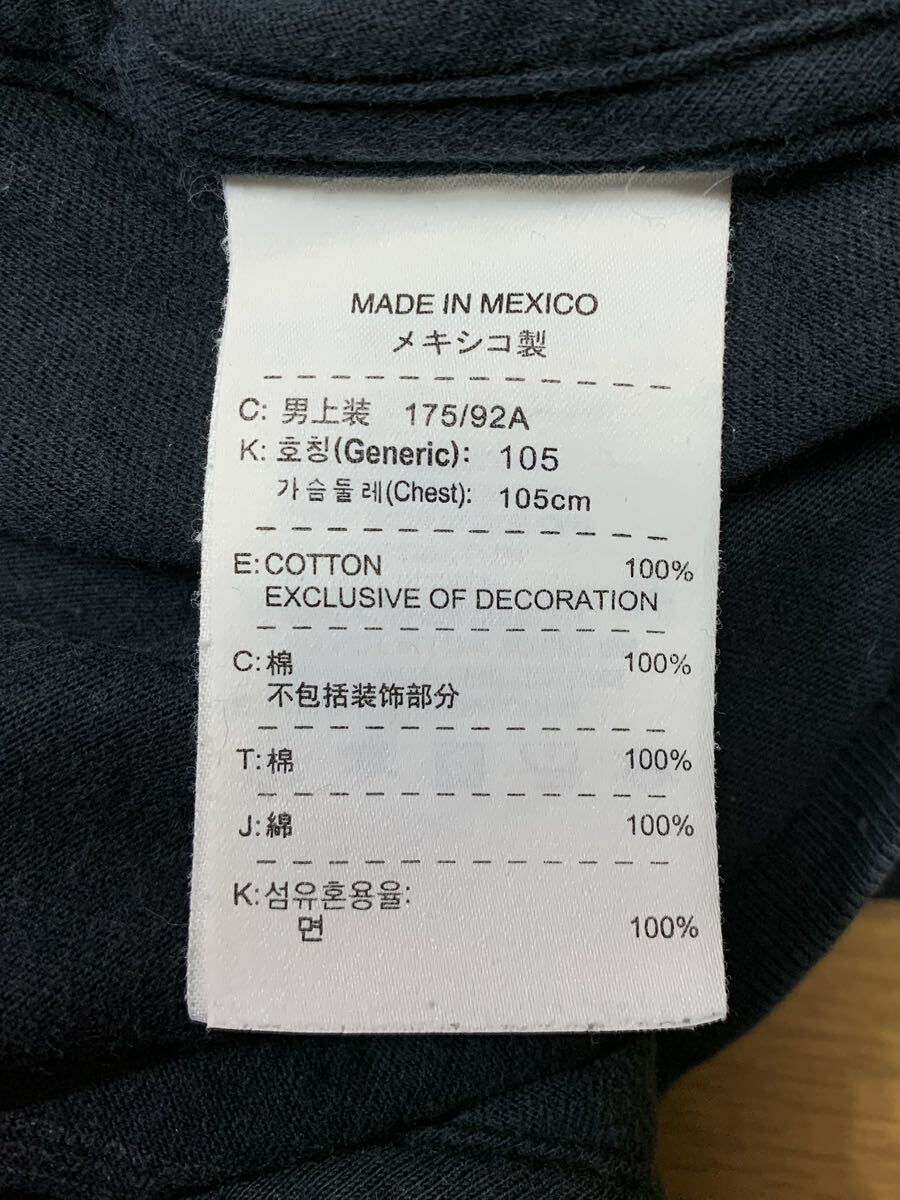 MADE IN MEXICO
メキシコ製
C: 男上装 175/92A
K: 호칭(Generic): 105
가슴둘레(Chest): 105cm
E: COTTON 100%
EXCLUSIVE OF DECORATION
C: 棉 100%
不包括装饰部分
T: 棉 100%
J: 綿 100%
K: 섬유혼용율:
면 100%